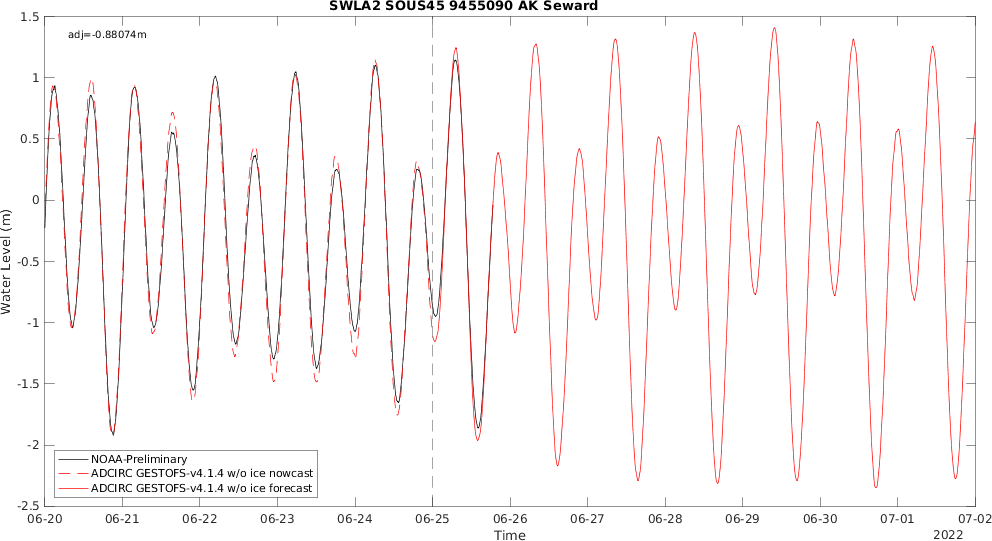 SWLA2 SOUS45 9455090 AK Seward
adj=-0.88074m
1.5
1
0.5
0
-0.5
-1
-1.5
-2
-2.5
Water Level (m)
NOAA-Preliminary
ADCIRC GESTOFS-v4.1.4 w/o ice nowcast
ADCIRC GESTOFS-v4.1.4 w/o ice forecast
06-20 06-21 06-22 06-23 06-24 06-25 06-26 06-27 06-28 06-29 06-30 07-01 07-02
Time
2022